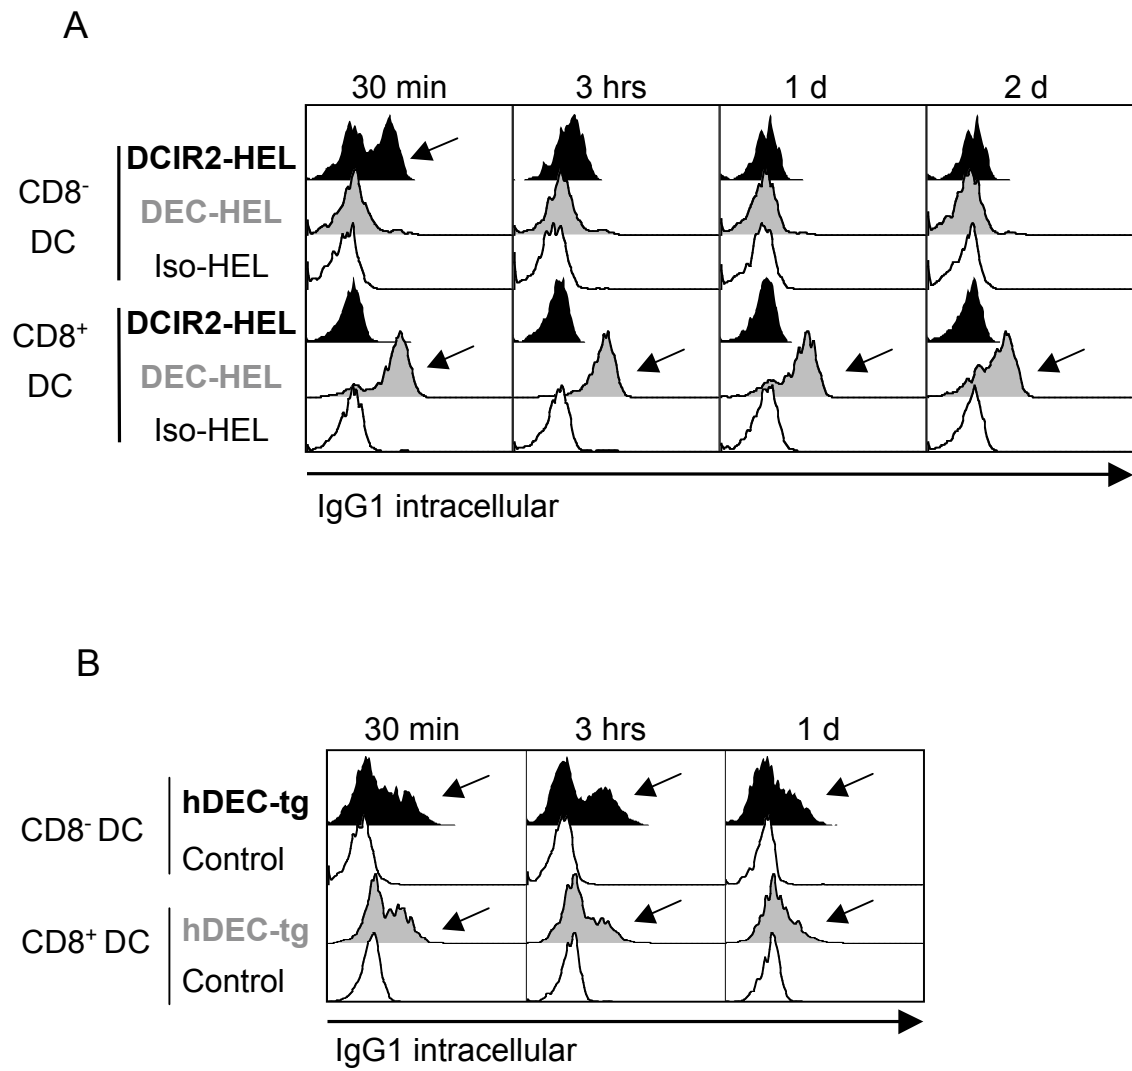 A
30 min 3 hrs 1 d 2 d
CD8⁻ DC
DCIR2-HEL
DEC-HEL
Iso-HEL
CD8⁺ DC
DCIR2-HEL
DEC-HEL
Iso-HEL
IgG1 intracellular
B
30 min 3 hrs 1 d
CD8⁻ DC
hDEC-tg
Control
CD8⁺ DC
hDEC-tg
Control
IgG1 intracellular